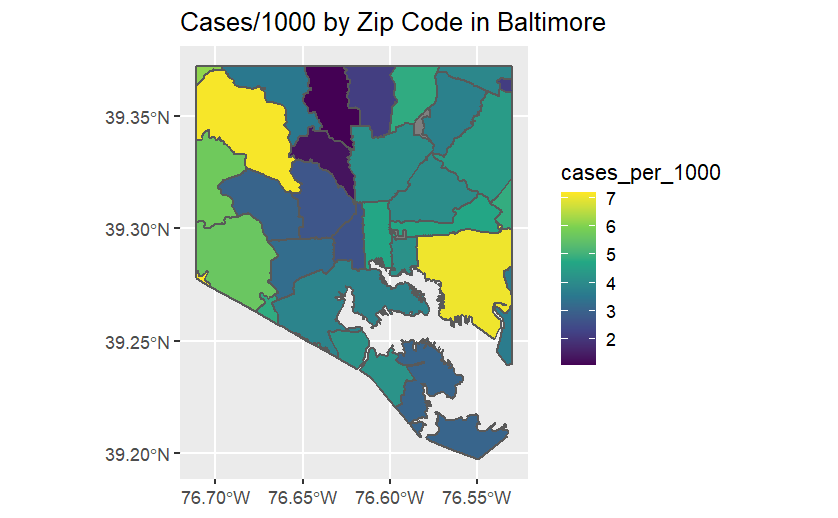 Cases/1000 by Zip Code in Baltimore
39.35°N
39.30°N
39.25°N
39.20°N
76.70°W 76.65°W 76.60°W 76.55°W
cases_per_1000
7
6
5
4
3
2